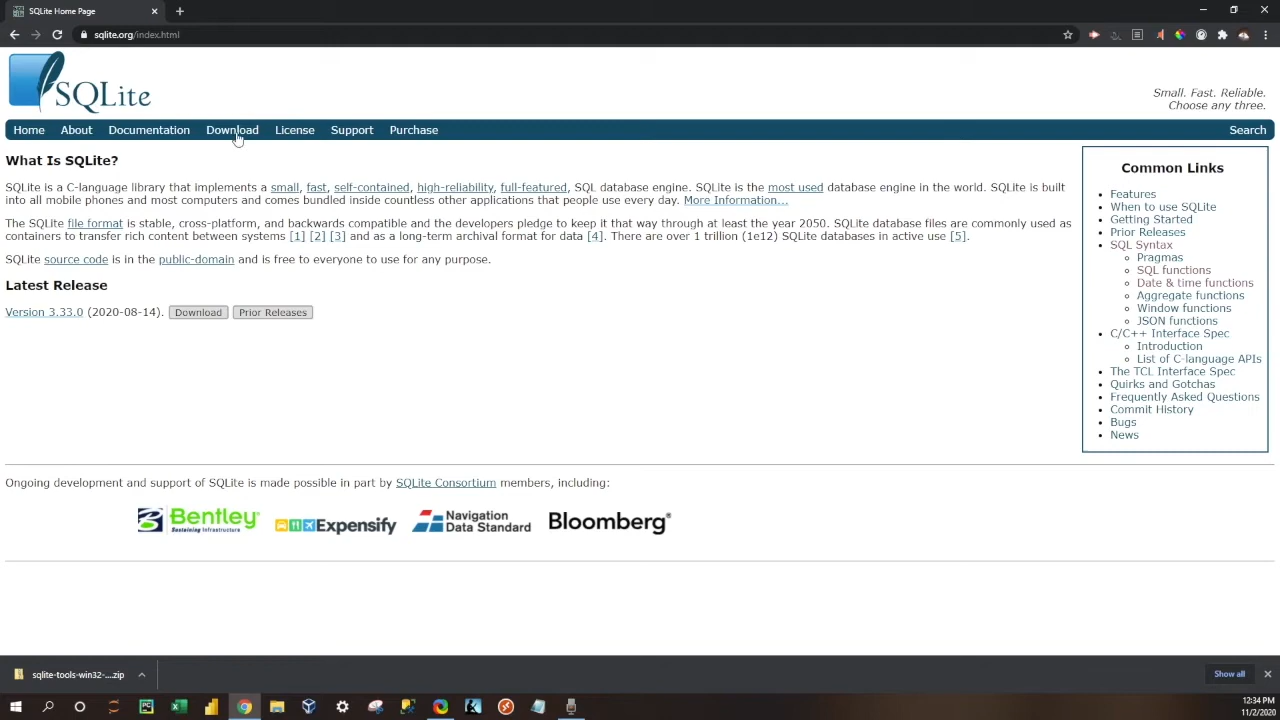 SQLite Home Page
sqlite.org/index.html
SQLite
Small. Fast. Reliable.
Choose any three.
Home About Documentation Download License Support Purchase Search
What Is SQLite?
SQLite is a C-language library that implements a small, fast, self-contained, high-reliability, full-featured, SQL database engine. SQLite is the most used database engine in the world. SQLite is built
into all mobile phones and most computers and comes bundled inside countless other applications that people use every day. More Information...
The SQLite file format is stable, cross-platform, and backwards compatible and the developers pledge to keep it that way through at least the year 2050. SQLite database files are commonly used as
containers to transfer rich content between systems [1] [2] [3] and as a long-term archival format for data [4]. There are over 1 trillion (1e12) SQLite databases in active use [5].
SQLite source code is in the public-domain and is free to everyone to use for any purpose.
Latest Release
Version 3.33.0 (2020-08-14). Download Prior Releases
Common Links
Features
When to use SQLite
Getting Started
Prior Releases
SQL Syntax
Pragmas
SQL functions
Date & time functions
Aggregate functions
Window functions
JSON functions
C/C++ Interface Spec
Introduction
List of C-language APIs
The TCL Interface Spec
Quirks and Gotchas
Frequently Asked Questions
Commit History
Bugs
News
Ongoing development and support of SQLite is made possible in part by SQLite Consortium members, including:
Bentley
Sustaining Infrastructure
Expensify
Navigation
Data Standard
Bloomberg
sqlite-tools-win32-....zip
Show all
12:34 PM
11/2/2020